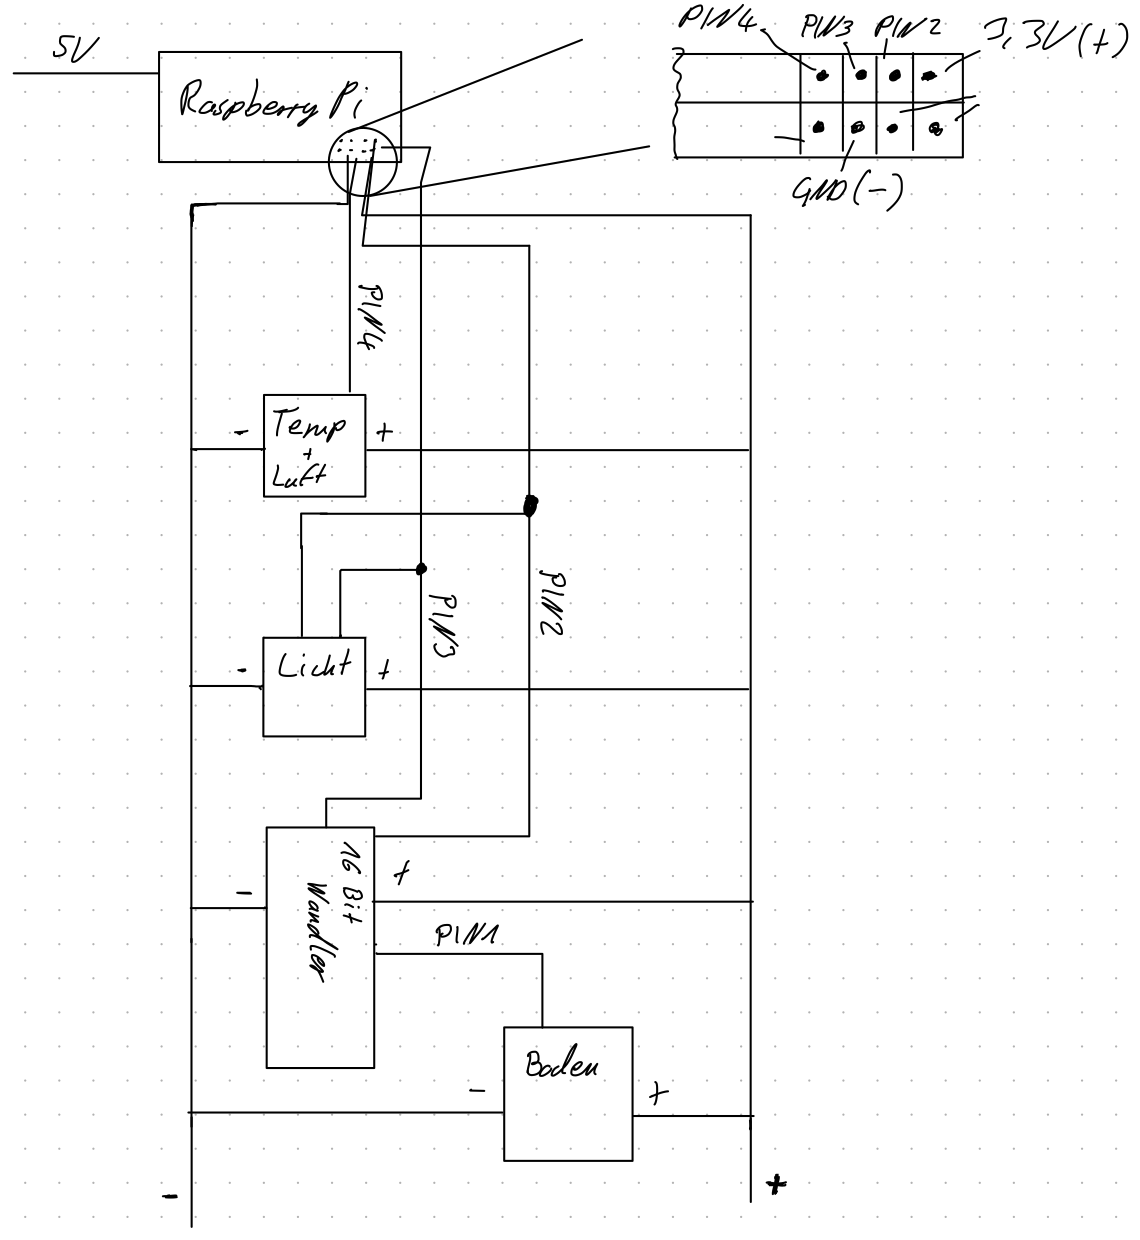 5V
Raspberry Pi
PIN4
PIN3
PIN2
3,3V (+)
GND (-)
PIN4
Temp
+
Luft
-
+
PIN3
PIN2
Licht
-
+
16 Bit
Wandler
-
+
PIN1
Boden
-
+
-
+